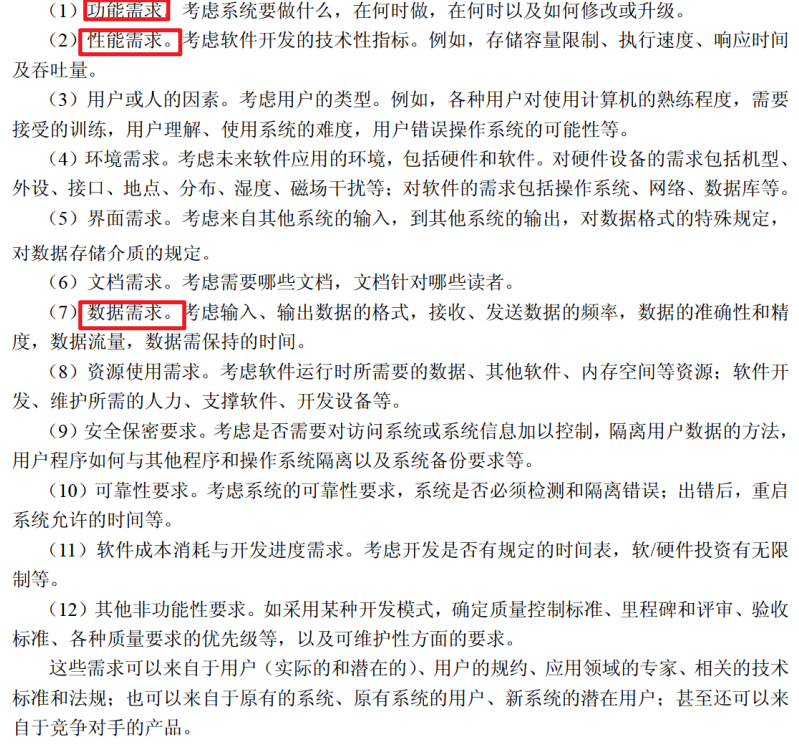 （1）功能需求。考虑系统要做什么，在何时做，在何时以及如何修改或升级。
（2）性能需求。考虑软件开发的技术性指标。例如，存储容量限制、执行速度、响应时间
及吞吐量。
（3）用户或人的因素。考虑用户的类型。例如，各种用户对使用计算机的熟练程度，需要
接受的训练，用户理解、使用系统的难度，用户错误操作系统的可能性等。
（4）环境需求。考虑未来软件应用的环境，包括硬件和软件。对硬件设备的需求包括机型、
外设、接口、地点、分布、湿度、磁场干扰等；对软件的需求包括操作系统、网络、数据库等。
（5）界面需求。考虑来自其他系统的输入，到其他系统的输出，对数据格式的特殊规定，
对数据存储介质的规定。
（6）文档需求。考虑需要哪些文档，文档针对哪些读者。
（7）数据需求。考虑输入、输出数据的格式，接收、发送数据的频率，数据的准确性和精
度，数据流量，数据需保持的时间。
（8）资源使用需求。考虑软件运行时所需要的数据、其他软件、内存空间等资源；软件开
发、维护所需的人力、支撑软件、开发设备等。
（9）安全保密要求。考虑是否需要对访问系统或系统信息加以控制，隔离用户数据的方法，
用户程序如何与其他程序和操作系统隔离以及系统备份要求等。
（10）可靠性要求。考虑系统的可靠性要求，系统是否必须检测和隔离错误；出错后，重启
系统允许的时间等。
（11）软件成本消耗与开发进度需求。考虑开发是否有规定的时间表，软/硬件投资有无限
制等。
（12）其他非功能性要求。如采用某种开发模式，确定质量控制标准、里程碑和评审、验收
标准、各种质量要求的优先级等，以及可维护性方面的要求。
这些需求可以来自于用户（实际的和潜在的）、用户的规约、应用领域的专家、相关的技术
标准和法规；也可以来自于原有的系统、原有系统的用户、新系统的潜在用户；甚至还可以来
自于竞争对手的产品。